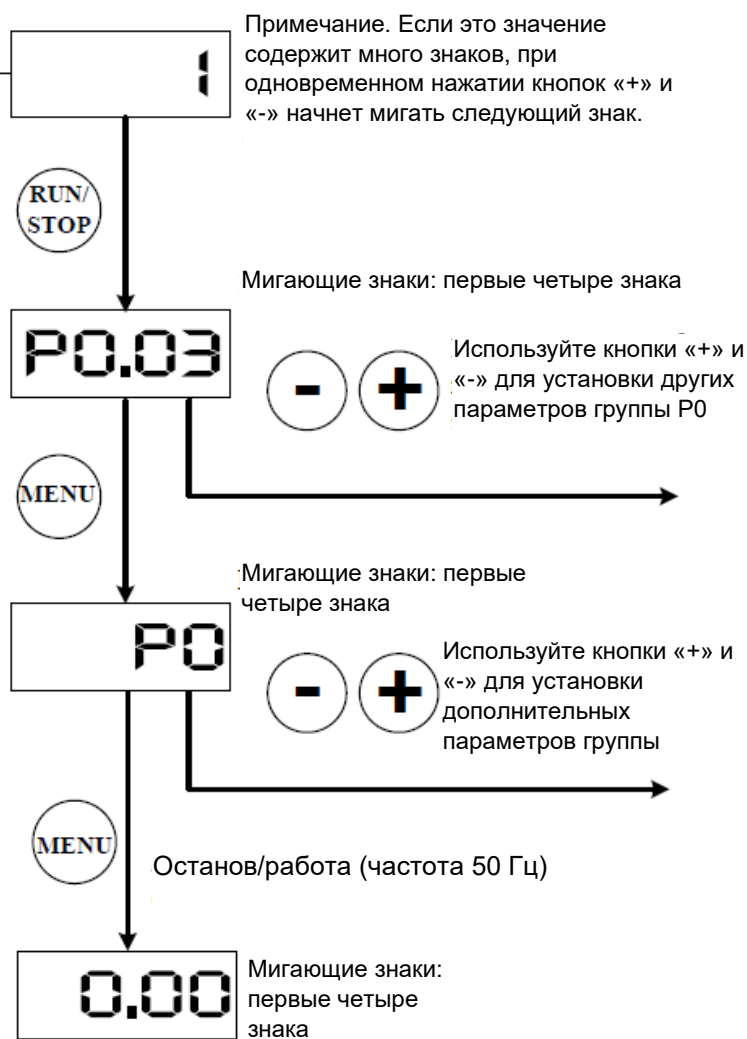 Примечание. Если это значение
содержит много знаков, при
одновременном нажатии кнопок «+» и
«-» начнет мигать следующий знак.
1
RUN/
STOP
Мигающие знаки: первые четыре знака
P0.03
- +
Используйте кнопки «+» и
«-» для установки других
параметров группы P0
MENU
Мигающие знаки: первые
четыре знака
P0
- +
Используйте кнопки «+» и
«-» для установки
дополнительных
параметров группы
MENU
Останов/работа (частота 50 Гц)
0.00
Мигающие знаки:
первые четыре
знака